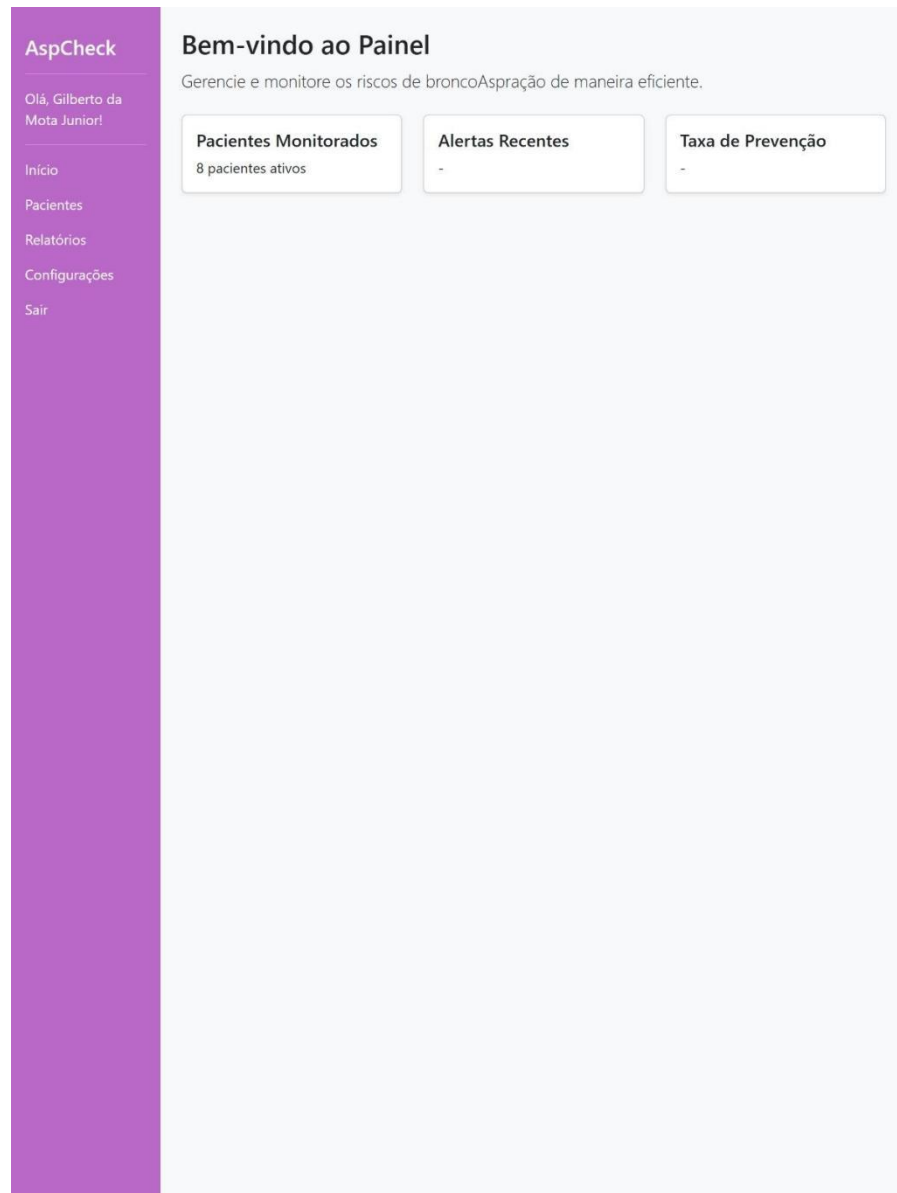 AspCheck
Olá, Gilberto da
Mota Junior!
Início
Pacientes
Relatórios
Configurações
Sair
Bem-vindo ao Painel
Gerencie e monitore os riscos de broncoAspração de maneira eficiente.
Pacientes Monitorados
8 pacientes ativos
Alertas Recentes
-
Taxa de Prevenção
-